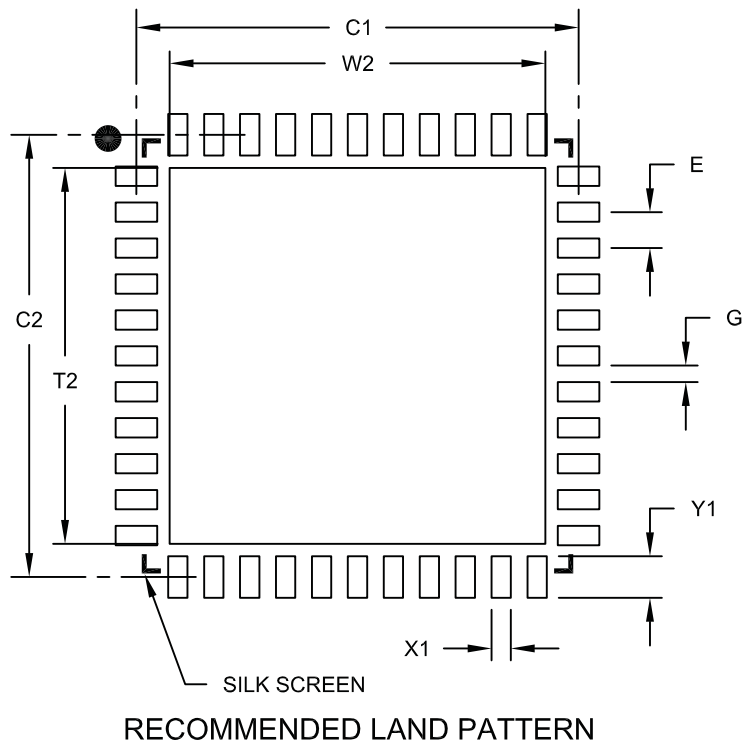 C1
W2
E
C2
G
T2
Y1
X1
SILK SCREEN
RECOMMENDED LAND PATTERN